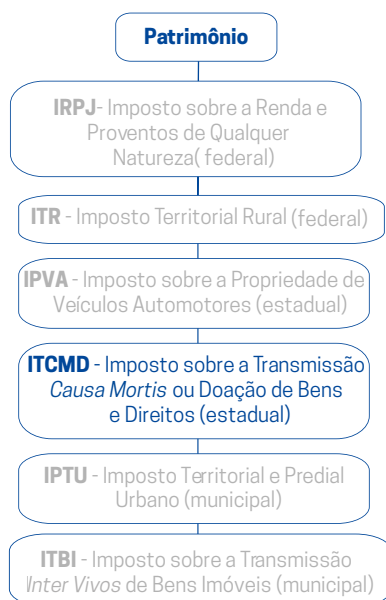 Patrimônio
IRPJ- Imposto sobre a Renda e
Proventos de Qualquer
Natureza( federal)
ITR - Imposto Territorial Rural (federal)
IPVA - Imposto sobre a Propriedade de
Veículos Automotores (estadual)
ITCMD - Imposto sobre a Transmissão
Causa Mortis ou Doação de Bens
e Direitos (estadual)
IPTU - Imposto Territorial e Predial
Urbano (municipal)
ITBI - Imposto sobre a Transmissão
Inter Vivos de Bens Imóveis (municipal)